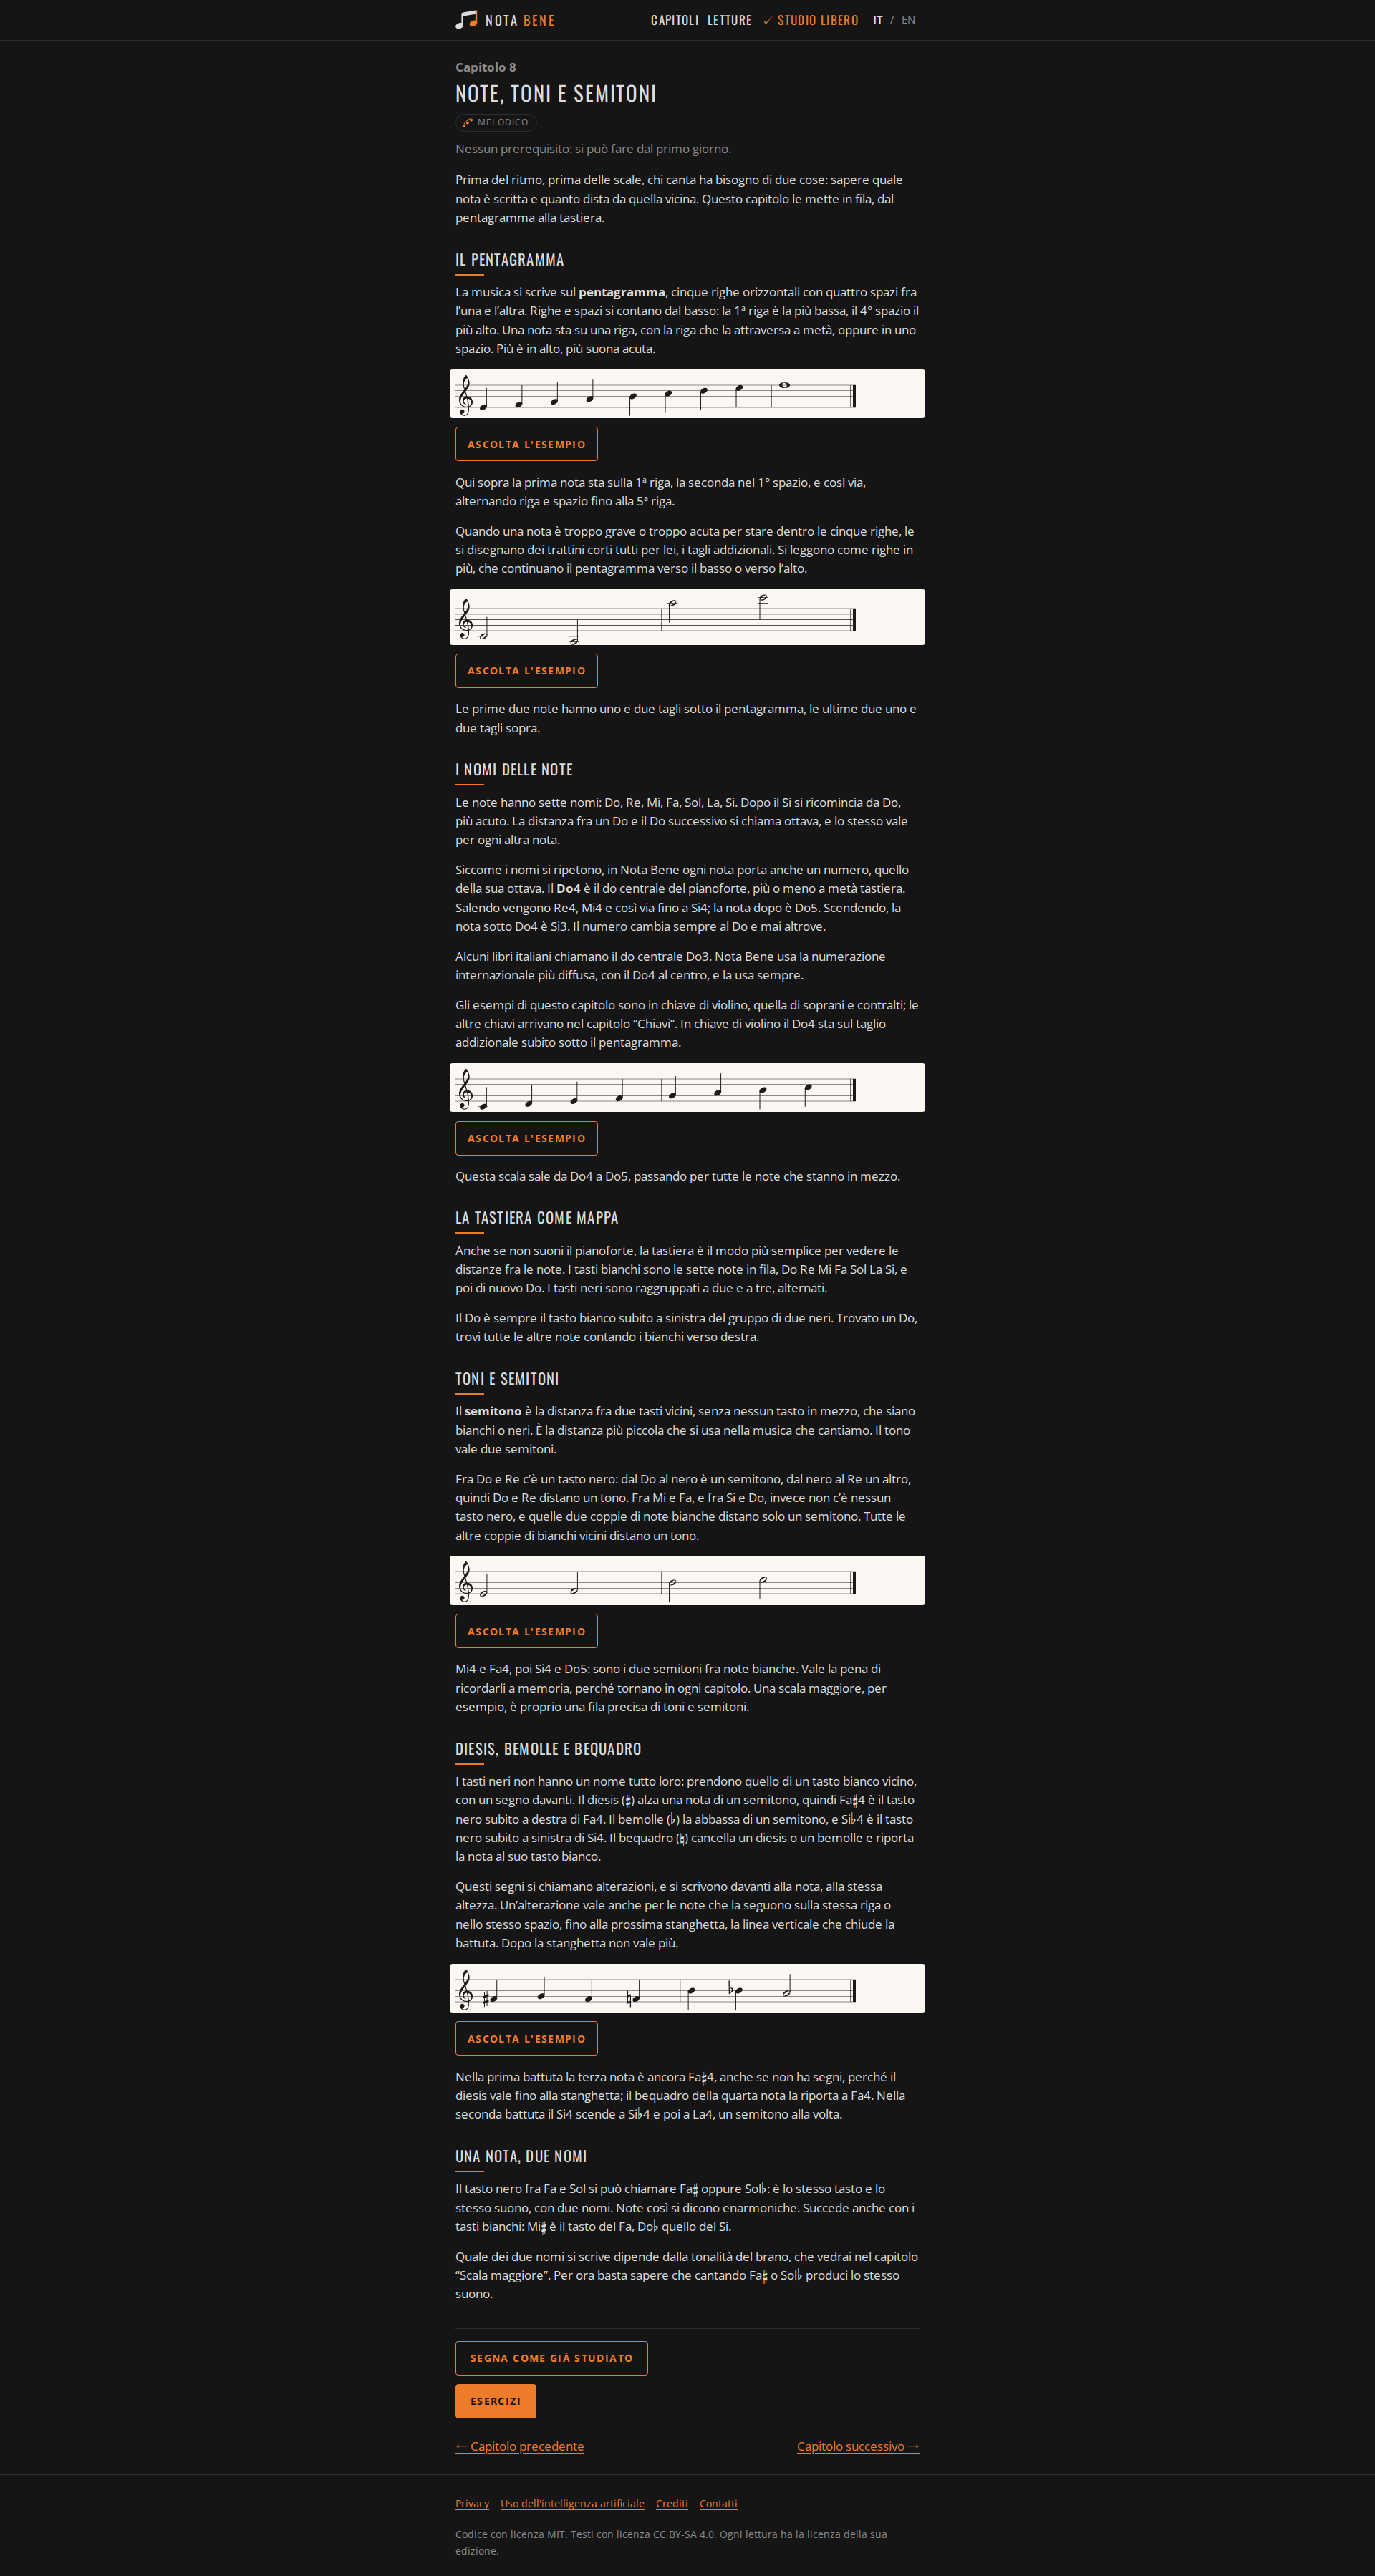 NOTA BENE
CAPITOLI LETTURE ✓ STUDIO LIBERO IT / EN
Capitolo 8
NOTE, TONI E SEMITONI
MELODICO
Nessun prerequisito: si può fare dal primo giorno.
Prima del ritmo, prima delle scale, chi canta ha bisogno di due cose: sapere quale
nota è scritta e quanto dista da quella vicina. Questo capitolo le mette in fila, dal
pentagramma alla tastiera.
IL PENTAGRAMMA
La musica si scrive sul pentagramma, cinque righe orizzontali con quattro spazi fra
l’una e l’altra. Righe e spazi si contano dal basso: la 1ª riga è la più bassa, il 4° spazio il
più alto. Una nota sta su una riga, con la riga che la attraversa a metà, oppure in uno
spazio. Più è in alto, più suona acuta.
ASCOLTA L'ESEMPIO
Qui sopra la prima nota sta sulla 1ª riga, la seconda nel 1° spazio, e così via,
alternando riga e spazio fino alla 5ª riga.
Quando una nota è troppo grave o troppo acuta per stare dentro le cinque righe, le
si disegnano dei trattini corti tutti per lei, i tagli addizionali. Si leggono come righe in
più, che continuano il pentagramma verso il basso o verso l’alto.
ASCOLTA L'ESEMPIO
Le prime due note hanno uno e due tagli sotto il pentagramma, le ultime due uno e
due tagli sopra.
I NOMI DELLE NOTE
Le note hanno sette nomi: Do, Re, Mi, Fa, Sol, La, Si. Dopo il Si si ricomincia da Do,
più acuto. La distanza fra un Do e il Do successivo si chiama ottava, e lo stesso vale
per ogni altra nota.
Siccome i nomi si ripetono, in Nota Bene ogni nota porta anche un numero, quello
della sua ottava. Il Do4 è il do centrale del pianoforte, più o meno a metà tastiera.
Salendo vengono Re4, Mi4 e così via fino a Si4; la nota dopo è Do5. Scendendo, la
nota sotto Do4 è Si3. Il numero cambia sempre al Do e mai altrove.
Alcuni libri italiani chiamano il do centrale Do3. Nota Bene usa la numerazione
internazionale più diffusa, con il Do4 al centro, e la usa sempre.
Gli esempi di questo capitolo sono in chiave di violino, quella di soprani e contralti; le
altre chiavi arrivano nel capitolo “Chiavi”. In chiave di violino il Do4 sta sul taglio
addizionale subito sotto il pentagramma.
ASCOLTA L'ESEMPIO
Questa scala sale da Do4 a Do5, passando per tutte le note che stanno in mezzo.
LA TASTIERA COME MAPPA
Anche se non suoni il pianoforte, la tastiera è il modo più semplice per vedere le
distanze fra le note. I tasti bianchi sono le sette note in fila, Do Re Mi Fa Sol La Si, e
poi di nuovo Do. I tasti neri sono raggruppati a due e a tre, alternati.
Il Do è sempre il tasto bianco subito a sinistra del gruppo di due neri. Trovato un Do,
trovi tutte le altre note contando i bianchi verso destra.
TONI E SEMITONI
Il semitono è la distanza fra due tasti vicini, senza nessun tasto in mezzo, che siano
bianchi o neri. È la distanza più piccola che si usa nella musica che cantiamo. Il tono
vale due semitoni.
Fra Do e Re c’è un tasto nero: dal Do al nero è un semitono, dal nero al Re un altro,
quindi Do e Re distano un tono. Fra Mi e Fa, e fra Si e Do, invece non c’è nessun
tasto nero, e quelle due coppie di note bianche distano solo un semitono. Tutte le
altre coppie di bianchi vicini distano un tono.
ASCOLTA L'ESEMPIO
Mi4 e Fa4, poi Si4 e Do5: sono i due semitoni fra note bianche. Vale la pena di
ricordarli a memoria, perché tornano in ogni capitolo. Una scala maggiore, per
esempio, è proprio una fila precisa di toni e semitoni.
DIESIS, BEMOLLE E BEQUADRO
I tasti neri non hanno un nome tutto loro: prendono quello di un tasto bianco vicino,
con un segno davanti. Il diesis (♯) alza una nota di un semitono, quindi Fa♯4 è il tasto
nero subito a destra di Fa4. Il bemolle (♭) la abbassa di un semitono, e Si♭4 è il tasto
nero subito a sinistra di Si4. Il bequadro (♮) cancella un diesis o un bemolle e riporta
la nota al suo tasto bianco.
Questi segni si chiamano alterazioni, e si scrivono davanti alla nota, alla stessa
altezza. Un’alterazione vale anche per le note che la seguono sulla stessa riga o
nello stesso spazio, fino alla prossima stanghetta, la linea verticale che chiude la
battuta. Dopo la stanghetta non vale più.
ASCOLTA L'ESEMPIO
Nella prima battuta la terza nota è ancora Fa♯4, anche se non ha segni, perché il
diesis vale fino alla stanghetta; il bequadro della quarta nota la riporta a Fa4. Nella
seconda battuta il Si4 scende a Si♭4 e poi a La4, un semitono alla volta.
UNA NOTA, DUE NOMI
Il tasto nero fra Fa e Sol si può chiamare Fa♯ oppure Sol♭: è lo stesso tasto e lo
stesso suono, con due nomi. Note così si dicono enarmoniche. Succede anche con i
tasti bianchi: Mi♯ è il tasto del Fa, Do♭ quello del Si.
Quale dei due nomi si scrive dipende dalla tonalità del brano, che vedrai nel capitolo
“Scala maggiore”. Per ora basta sapere che cantando Fa♯ o Sol♭ produci lo stesso
suono.
SEGNA COME GIÀ STUDIATO
ESERCIZI
← Capitolo precedente Capitolo successivo →
Privacy Uso dell'intelligenza artificiale Crediti Contatti
Codice con licenza MIT. Testi con licenza CC BY-SA 4.0. Ogni lettura ha la licenza della sua
edizione.